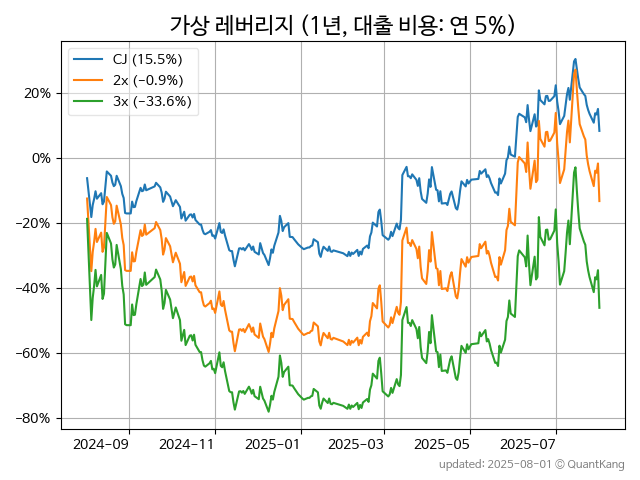 가상 레버리지 (1년, 대출 비용: 연 5%)
CJ (15.5%)
2x (−0.9%)
3x (−33.6%)
20%
0%
−20%
−40%
−60%
−80%
2024-09 2024-11 2025-01 2025-03 2025-05 2025-07
updated: 2025-08-01 © QuantKang